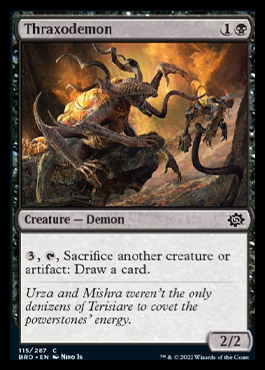 Thraxodemon 1
Creature — Demon
3, Sacrifice another creature or
artifact: Draw a card.
Urza and Mishra weren't the only
denizens of Terisiare to covet the
powerstones' energy.
2/2
115/287 C
BRO • EN Nino Is
™ & © 2022 Wizards of the Coast